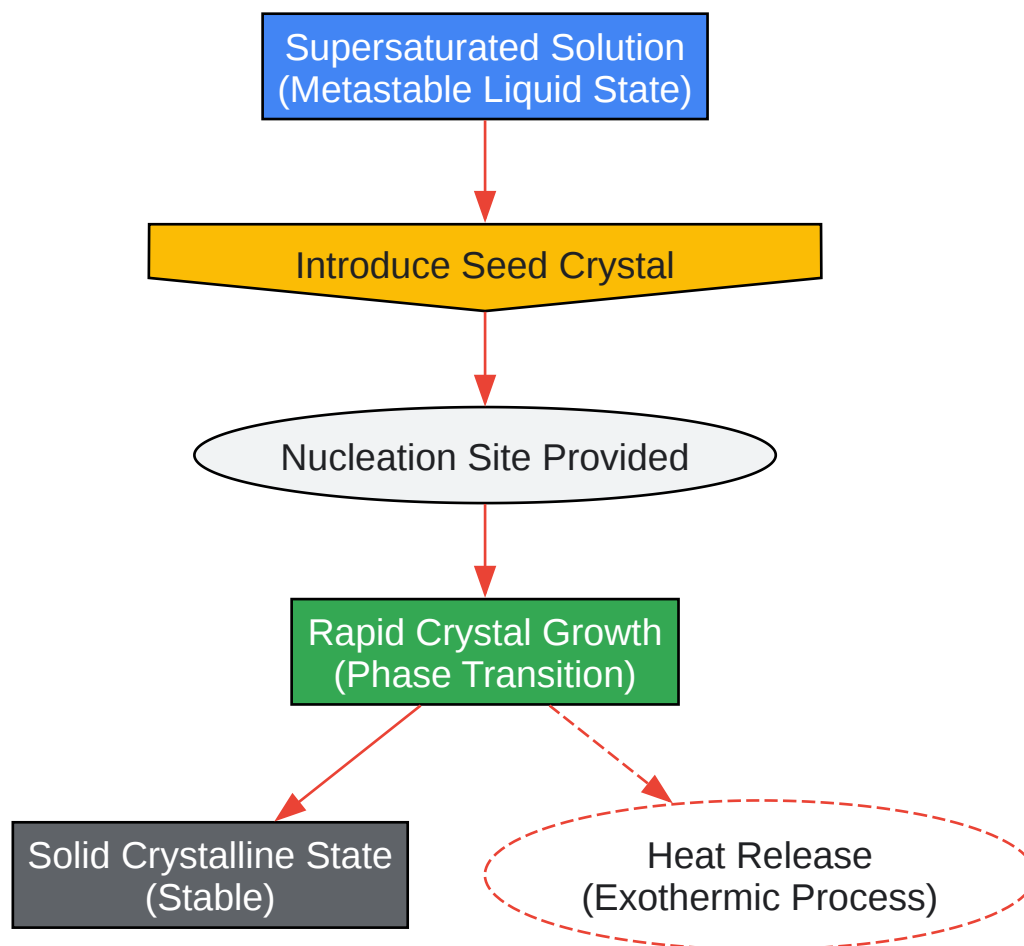 Supersaturated Solution
(Metastable Liquid State)
Introduce Seed Crystal
Nucleation Site Provided
Rapid Crystal Growth
(Phase Transition)
Solid Crystalline State
(Stable)
Heat Release
(Exothermic Process)